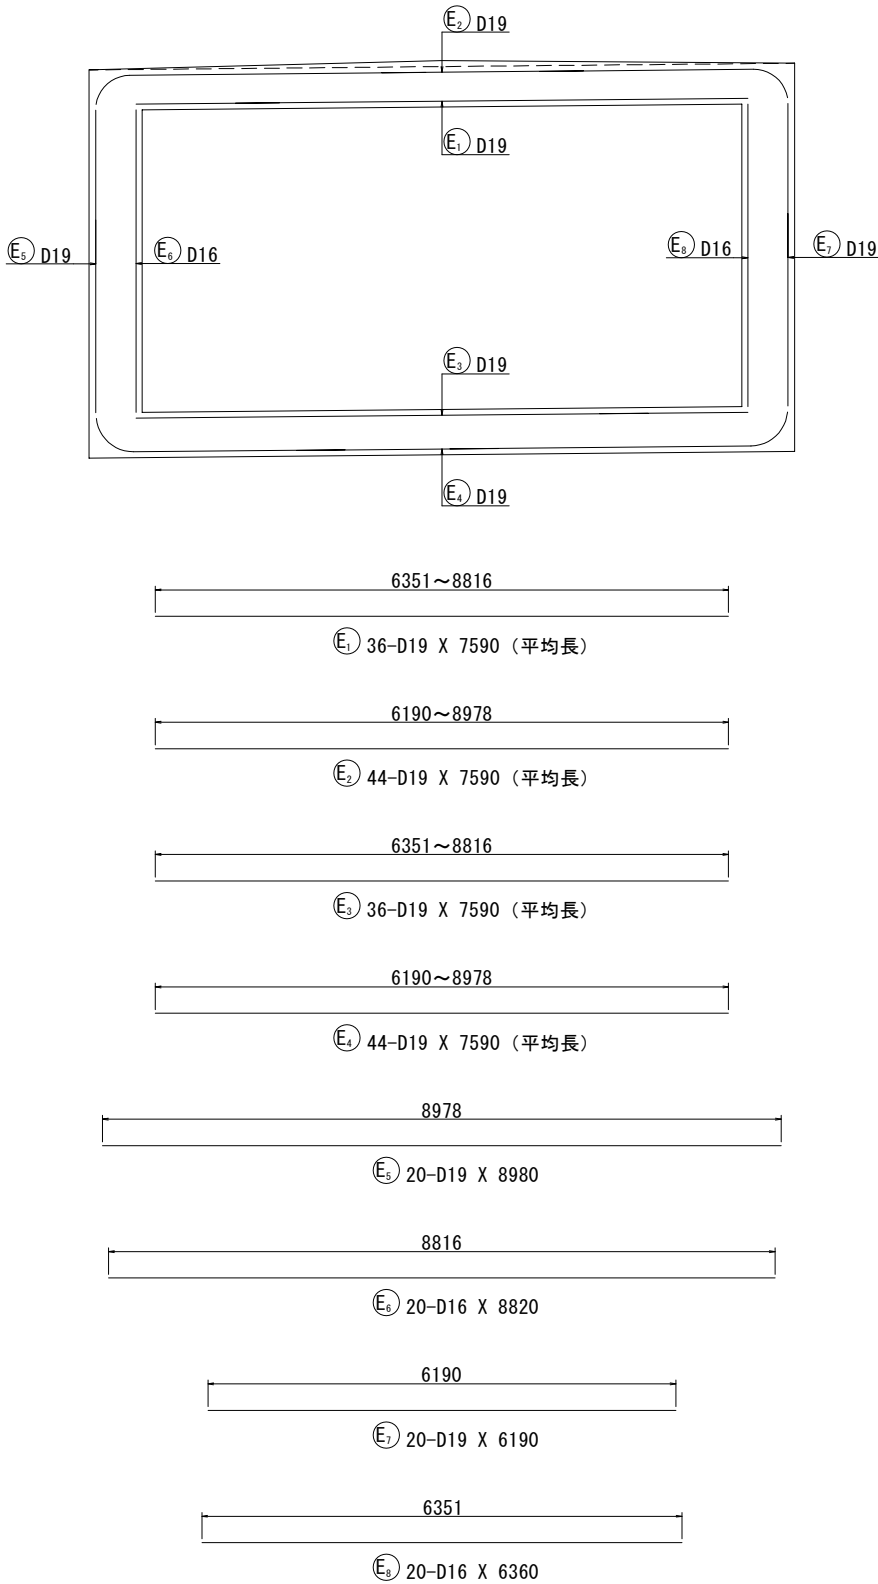 E₂ D19
E₁ D19
E₅ D19
E₆ D16
E₈ D16
E₇ D19
E₃ D19
E₄ D19
6351～8816
E₁ 36-D19 X 7590 (平均長)
6190～8978
E₂ 44-D19 X 7590 (平均長)
6351～8816
E₃ 36-D19 X 7590 (平均長)
6190～8978
E₄ 44-D19 X 7590 (平均長)
8978
E₅ 20-D19 X 8980
8816
E₆ 20-D16 X 8820
6190
E₇ 20-D19 X 6190
6351
E₈ 20-D16 X 6360